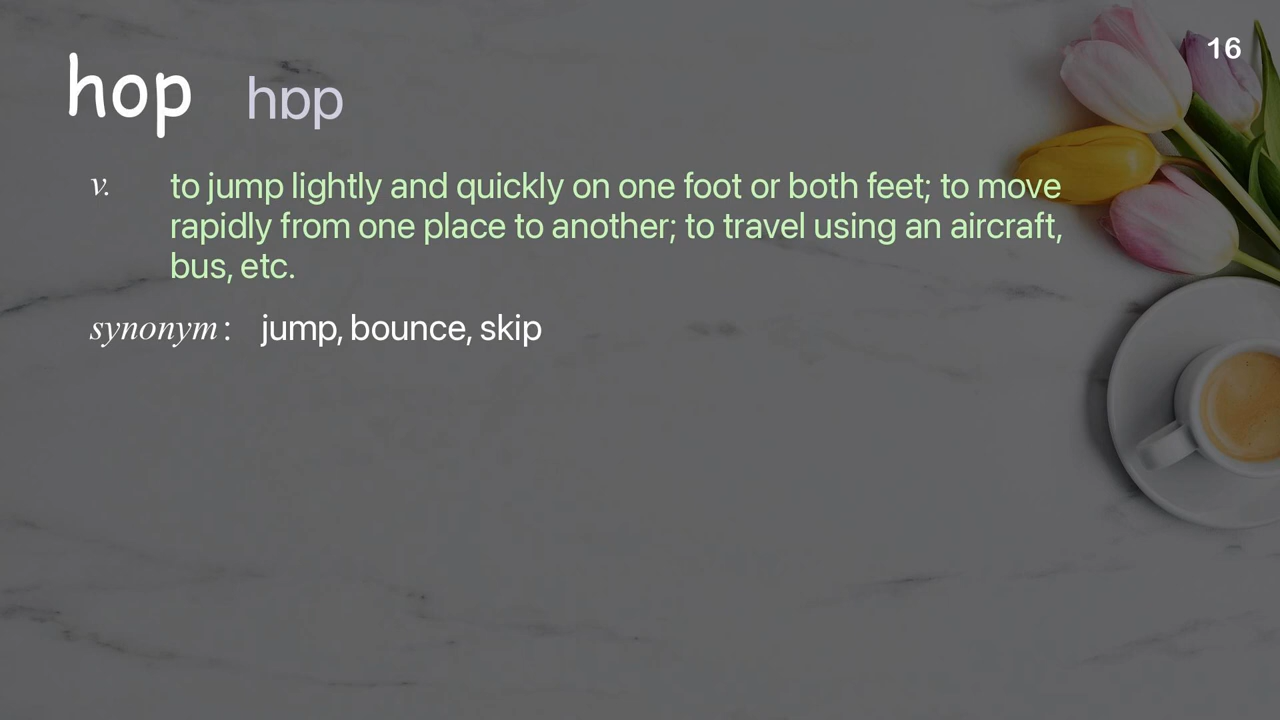 16
hop hɒp
v. to jump lightly and quickly on one foot or both feet; to move
rapidly from one place to another; to travel using an aircraft,
bus, etc.
synonym : jump, bounce, skip